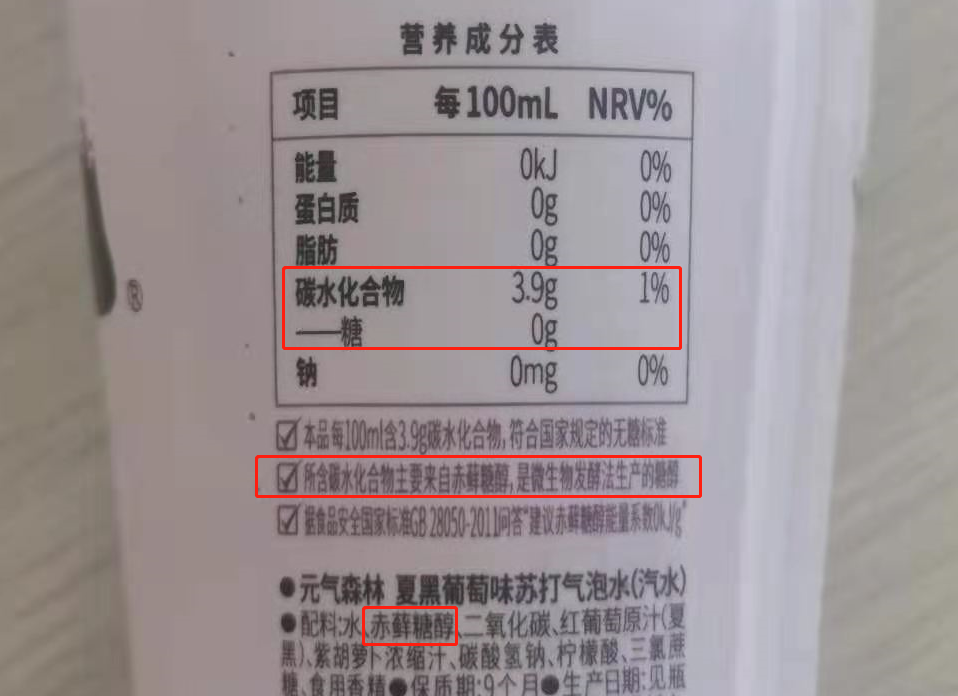 营养成分表
项目 每100mL NRV%
能量 0kJ 0%
蛋白质 0g 0%
脂肪 0g 0%
碳水化合物 3.9g 1%
——糖 0g
钠 0mg 0%
本品每100ml含3.9g碳水化合物,符合国家规定的无糖标准
所含碳水化合物主要来自赤藓糖醇,是微生物发酵法生产的糖醇
据食品安全国家标准GB 28050-2011问答“建议赤藓糖醇能量系数0kJ/g”
●元气森林 夏黑葡萄味苏打气泡水(汽水)
●配料:水、赤藓糖醇、二氧化碳、红葡萄原汁(夏
黑)、紫胡萝卜浓缩汁、碳酸氢钠、柠檬酸、三氯蔗
糖、食用香精●保质期:9个月●生产日期:见瓶
®